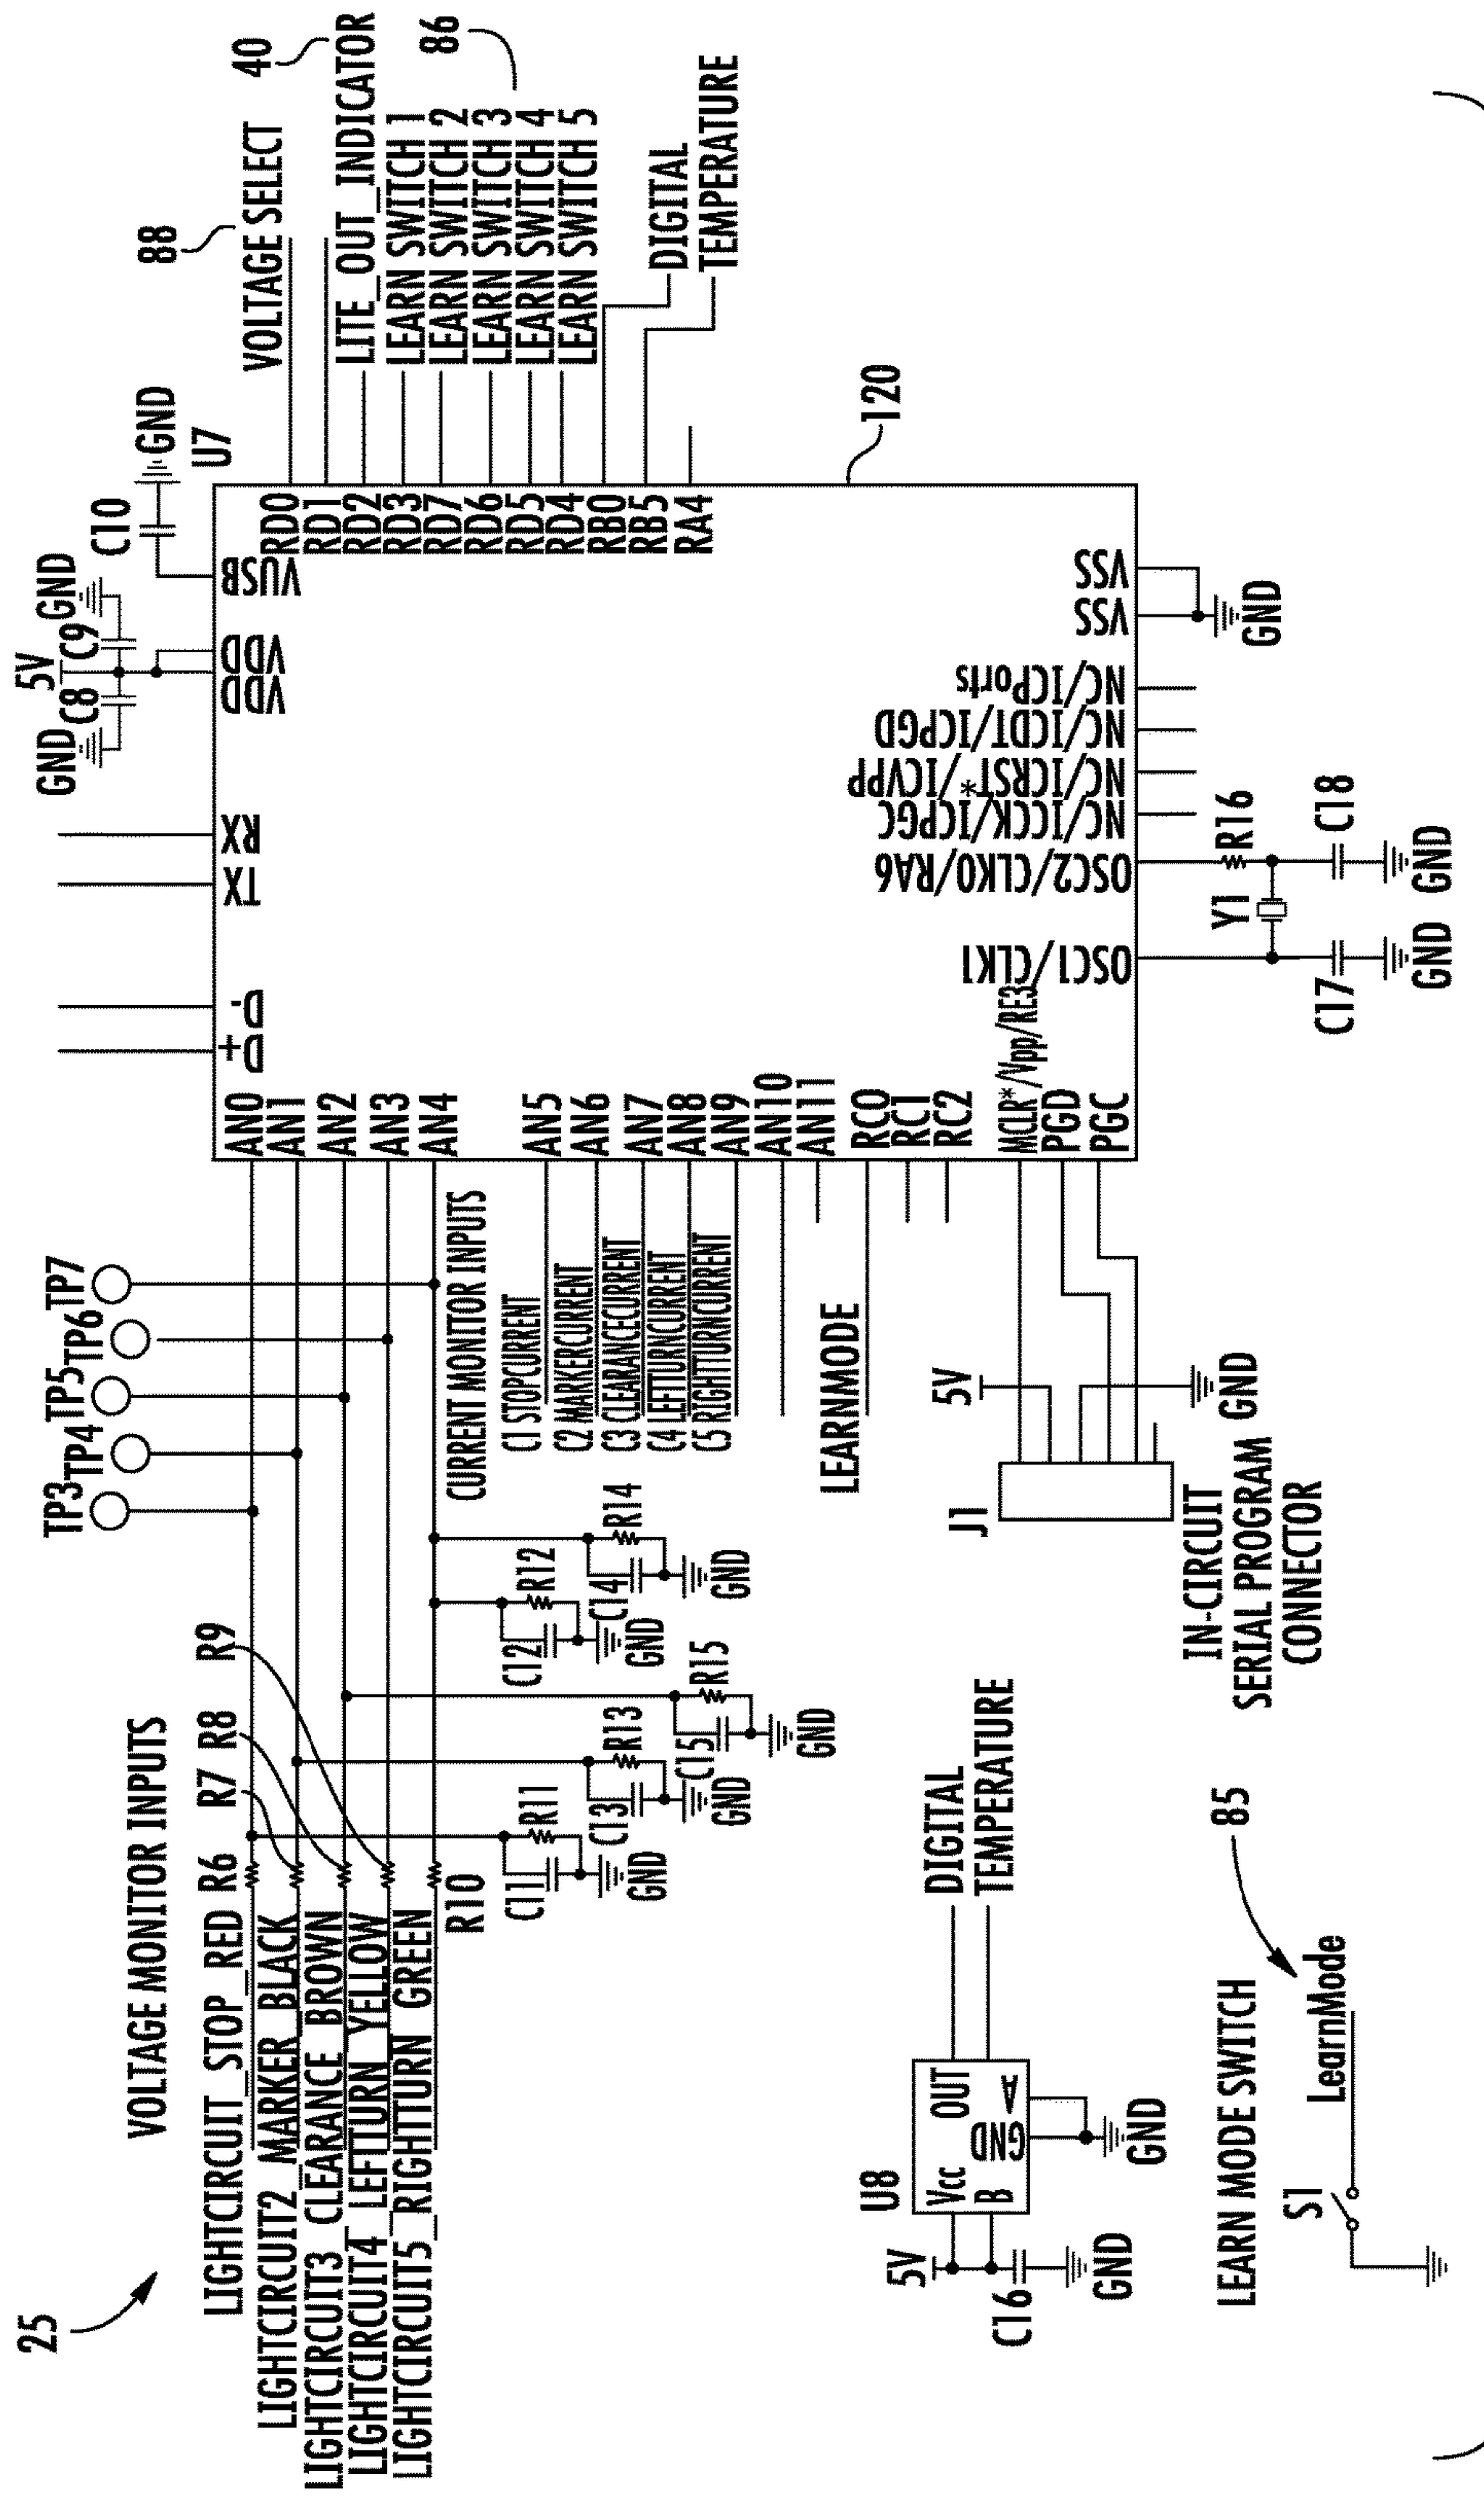 25
VOLTAGE MONITOR INPUTS
LIGHTCIRCUIT_STOP_RED
LIGHTCIRCUIT2_MARKER_BLACK
LIGHTCIRCUIT3_CLEARANCE_BROWN
LIGHTCIRCUIT4_LEFTTURN_YELLOW
LIGHTCIRCUIT5_RIGHTTURN_GREEN
R6
R7
R8
R9
R10
TP3
TP4
TP5
TP6
TP7
C11
R11
GND
C13
R13
GND
C15
R15
GND
C12
R12
GND
C14
R14
GND
CURRENT MONITOR INPUTS
C1 STOPCURRENT
C2 MARKERCURRENT
C3 CLEARANCECURRENT
C4 LEFTTURNCURRENT
C5 RIGHTTURNCURRENT
LEARNMODE
AN0
AN1
AN2
AN3
AN4
AN5
AN6
AN7
AN8
AN9
AN10
AN11
RC0
RC1
RC2
MCLR*/Vpp/RE3
PGD
PGC
D+
D-
TX
RX
VDD
VDD
VUSB
GND
C8
5V
C9
GND
C10
GND
U7
RD0
RD1
RD2
RD3
RD7
RD6
RD5
RD4
RB0
RB5
RA4
88
VOLTAGE SELECT
40
LITE_OUT_INDICATOR
LEARN SWITCH 1
LEARN SWITCH 2
LEARN SWITCH 3
LEARN SWITCH 4
LEARN SWITCH 5
86
DIGITAL
TEMPERATURE
120
OSC1/CLK1
OSC2/CLKO/RA6
NC/ICCK/ICPGC
NC/ICRST*/ICVPP
NC/ICDT/ICPGD
NC/ICPorts
VSS
VSS
GND
Y1
R16
C17
GND
C18
GND
5V
J1
GND
IN-CIRCUIT
SERIAL PROGRAM
CONNECTOR
U8
5V
Vcc
OUT
B
GND
A
C16
GND
GND
DIGITAL
TEMPERATURE
LEARN MODE SWITCH
85
S1
LearnMode